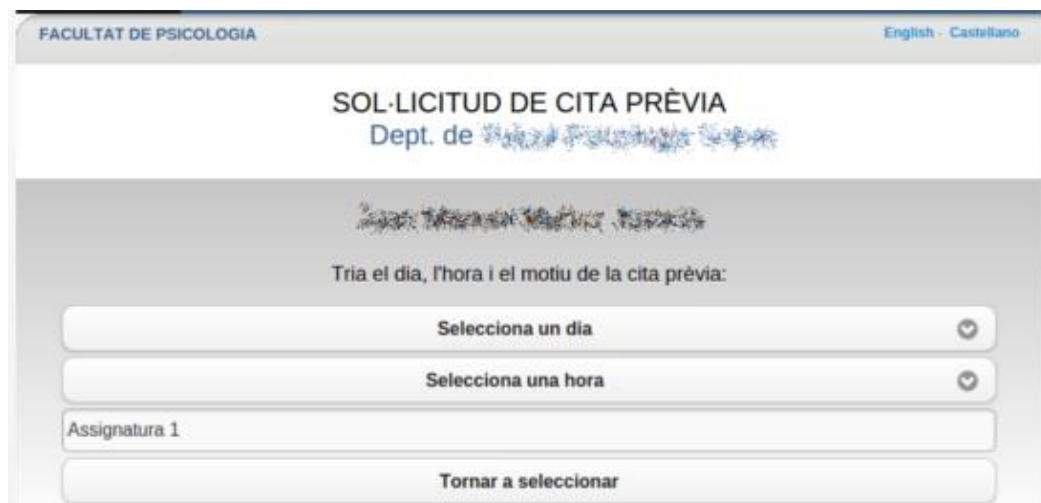 FACULTAT DE PSICOLOGIA
English - Castellano
SOL·LICITUD DE CITA PRÈVIA
Dept. de
Tria el dia, l'hora i el motiu de la cita prèvia:
Selecciona un dia
Selecciona una hora
Assignatura 1
Tornar a seleccionar